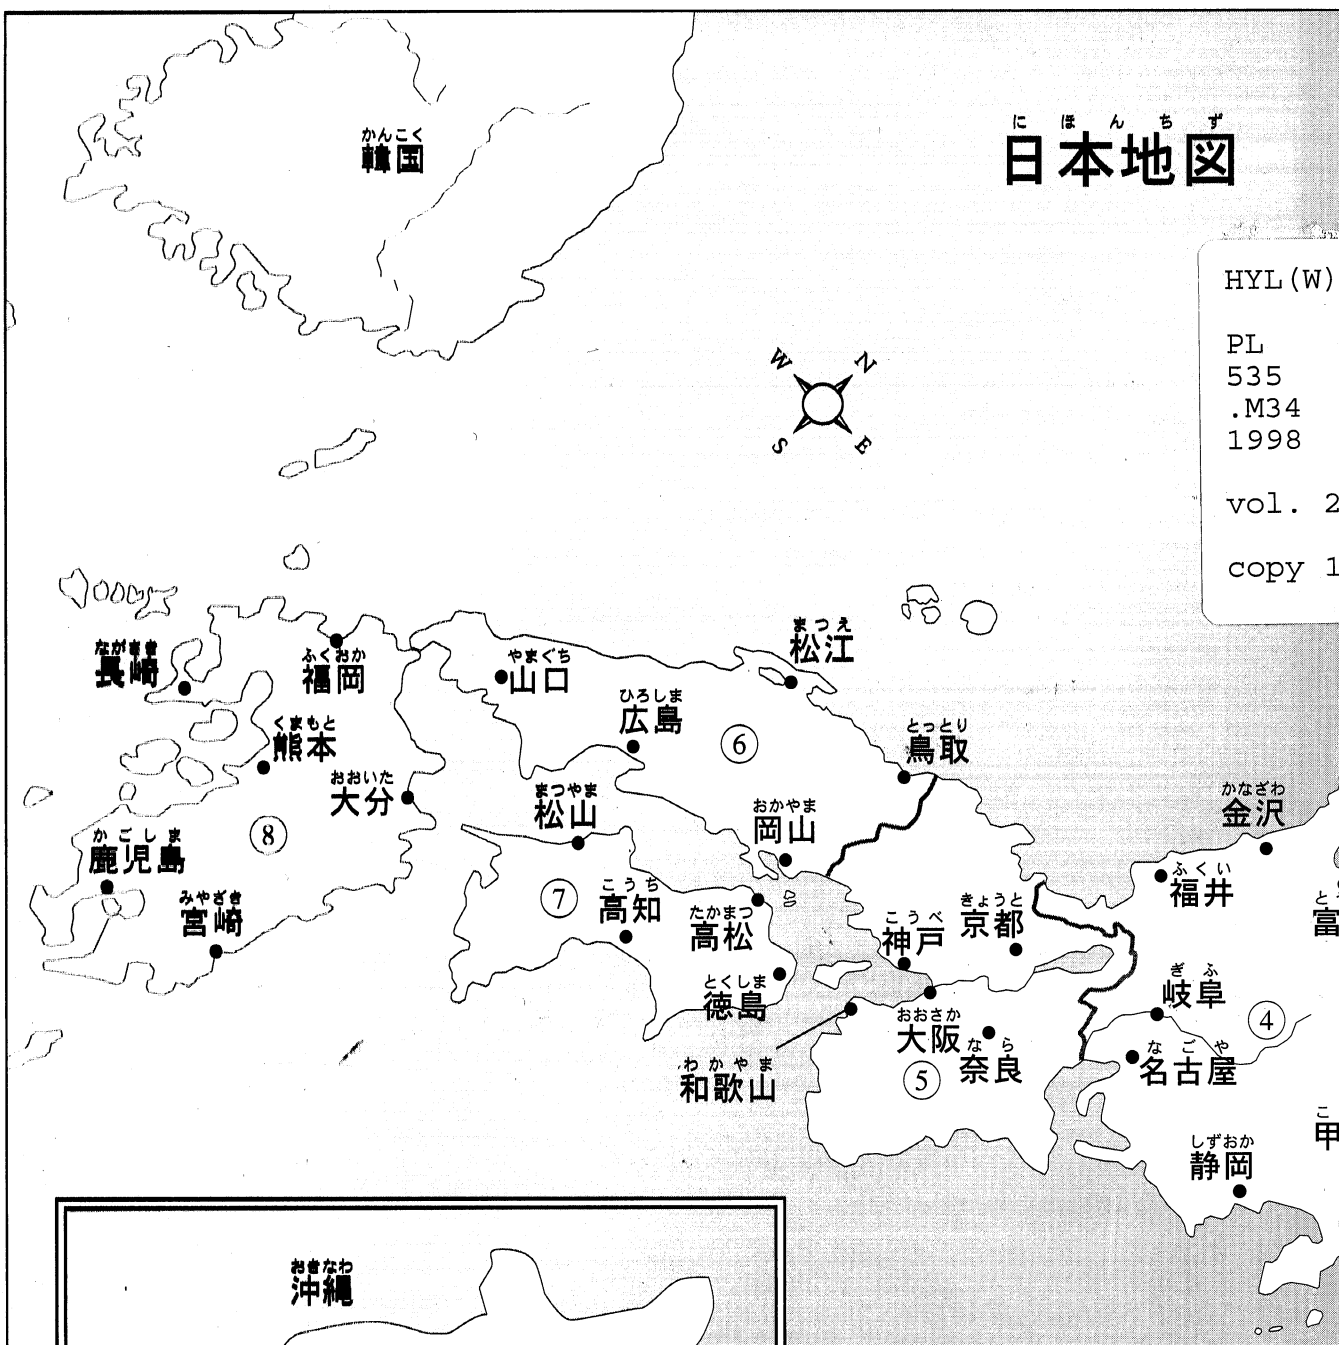 にほんちず
日本地図
かんこく
韓国
HYL(W)
PL
535
.M34
1998
vol. 2
copy 1
W
N
S
E
ながさき
長崎
ふくおか
福岡
やまぐち
山口
まつえ
松江
ひろしま
広島
⑥
とっとり
鳥取
くまもと
熊本
おおいた
大分
まつやま
松山
おかやま
岡山
かなざわ
金沢
⑧
かごしま
鹿児島
みやざき
宮崎
⑦
こうち
高知
たかまつ
高松
こうべ
神戸
きょうと
京都
ふくい
福井
と
富
とくしま
徳島
おおさか
大阪
なら
奈良
ぎふ
岐阜
④
わかやま
和歌山
⑤
なごや
名古屋
こ
甲
しずおか
静岡
おきなわ
沖縄